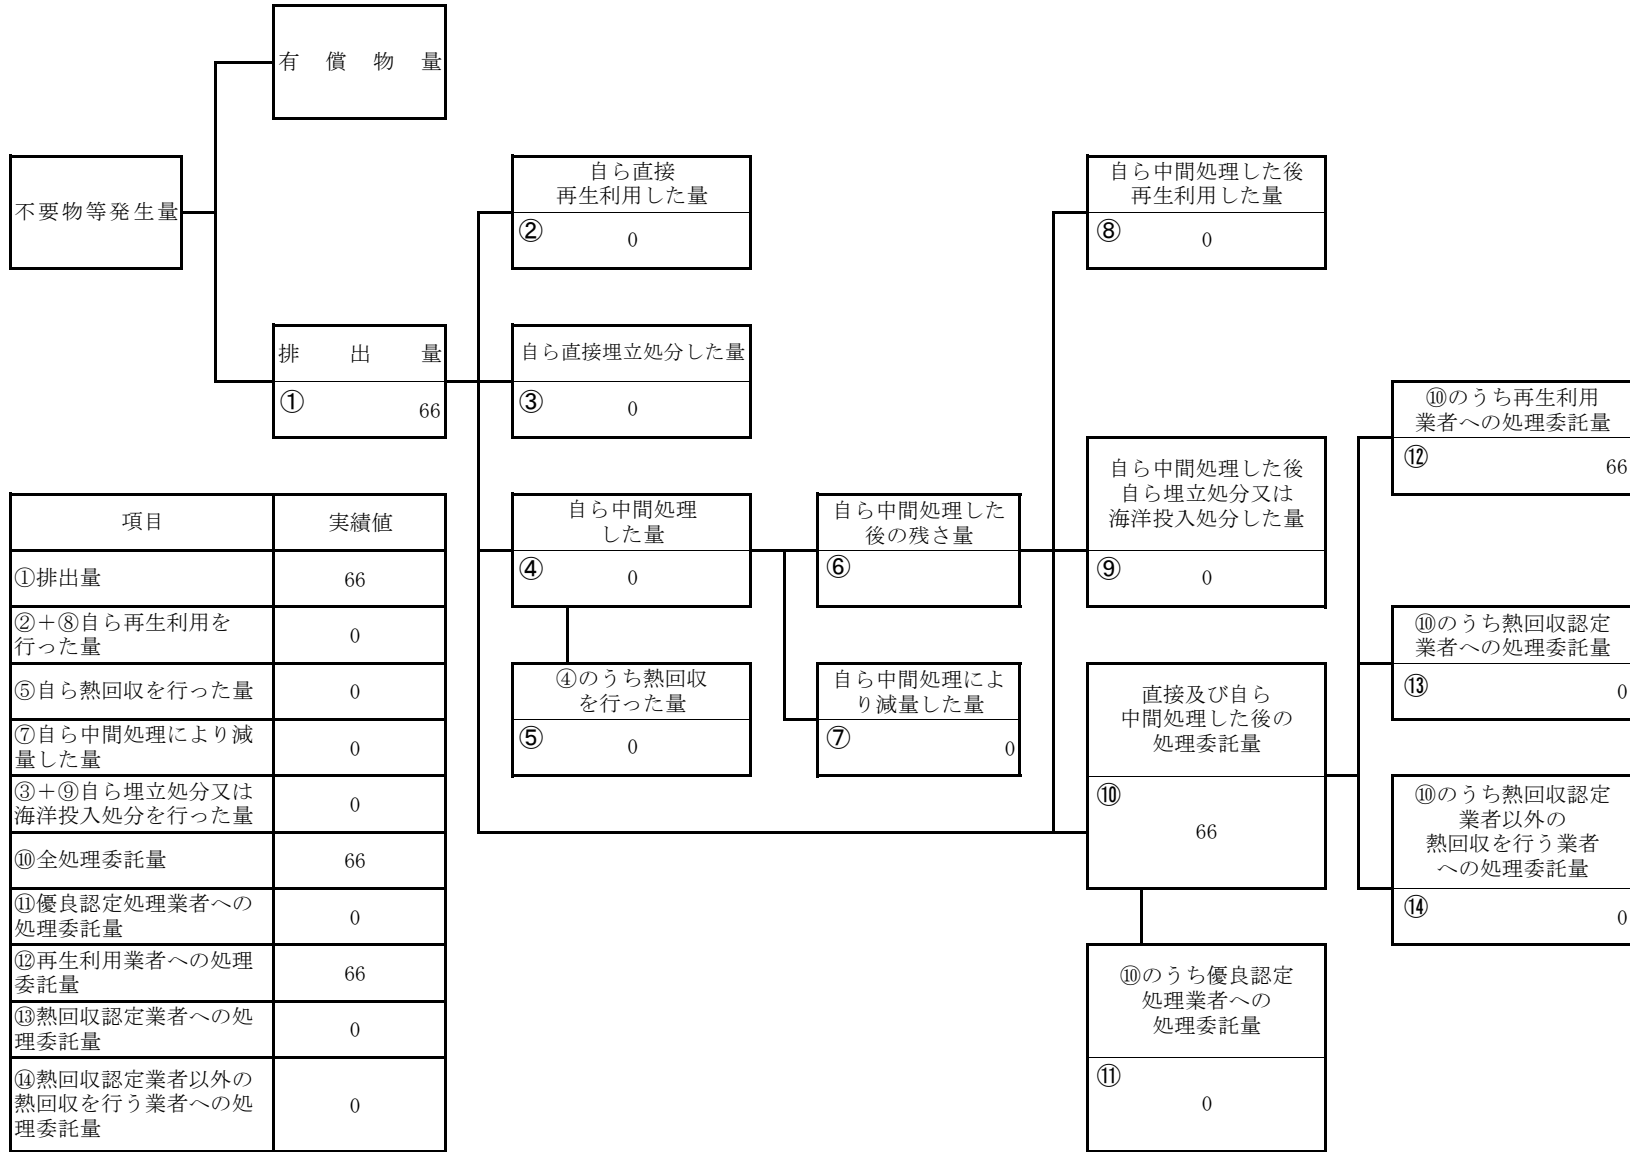 有償物量
不要物等発生量
自ら直接
再生利用した量
② 0
自ら中間処理した後
再生利用した量
⑧ 0
排出量
① 66
自ら直接埋立処分した量
③ 0
⑩のうち再生利用
業者への処理委託量
⑫ 66
自ら中間処理
した量
④ 0
自ら中間処理した
後の残さ量
⑥
自ら中間処理した後
自ら埋立処分又は
海洋投入処分した量
⑨ 0
④のうち熱回収
を行った量
⑤ 0
自ら中間処理によ
り減量した量
⑦ 0
直接及び自ら
中間処理した後の
処理委託量
⑩
66
⑩のうち熱回収認定
業者への処理委託量
⑬ 0
⑩のうち熱回収認定
業者以外の
熱回収を行う業者
への処理委託量
⑭ 0
⑩のうち優良認定
処理業者への
処理委託量
⑪
0
項目 実績値
①排出量 66
②+⑧自ら再生利用を
行った量 0
⑤自ら熱回収を行った量 0
⑦自ら中間処理により減
量した量 0
③+⑨自ら埋立処分又は
海洋投入処分を行った量 0
⑩全処理委託量 66
⑪優良認定処理業者への
処理委託量 0
⑫再生利用業者への処理
委託量 66
⑬熱回収認定業者への処
理委託量 0
⑭熱回収認定業者以外の
熱回収を行う業者への処
理委託量 0